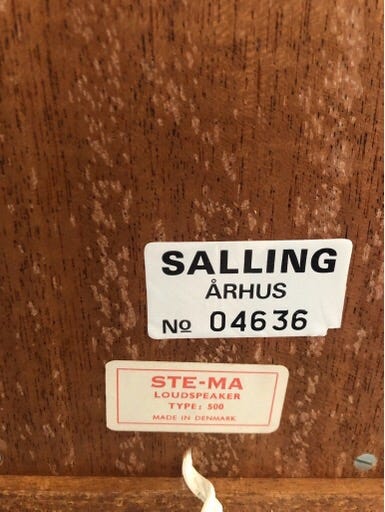 SALLING
ÅRHUS
No 04636
STE-MA
LOUDSPEAKER
TYPE: 500
MADE IN DENMARK